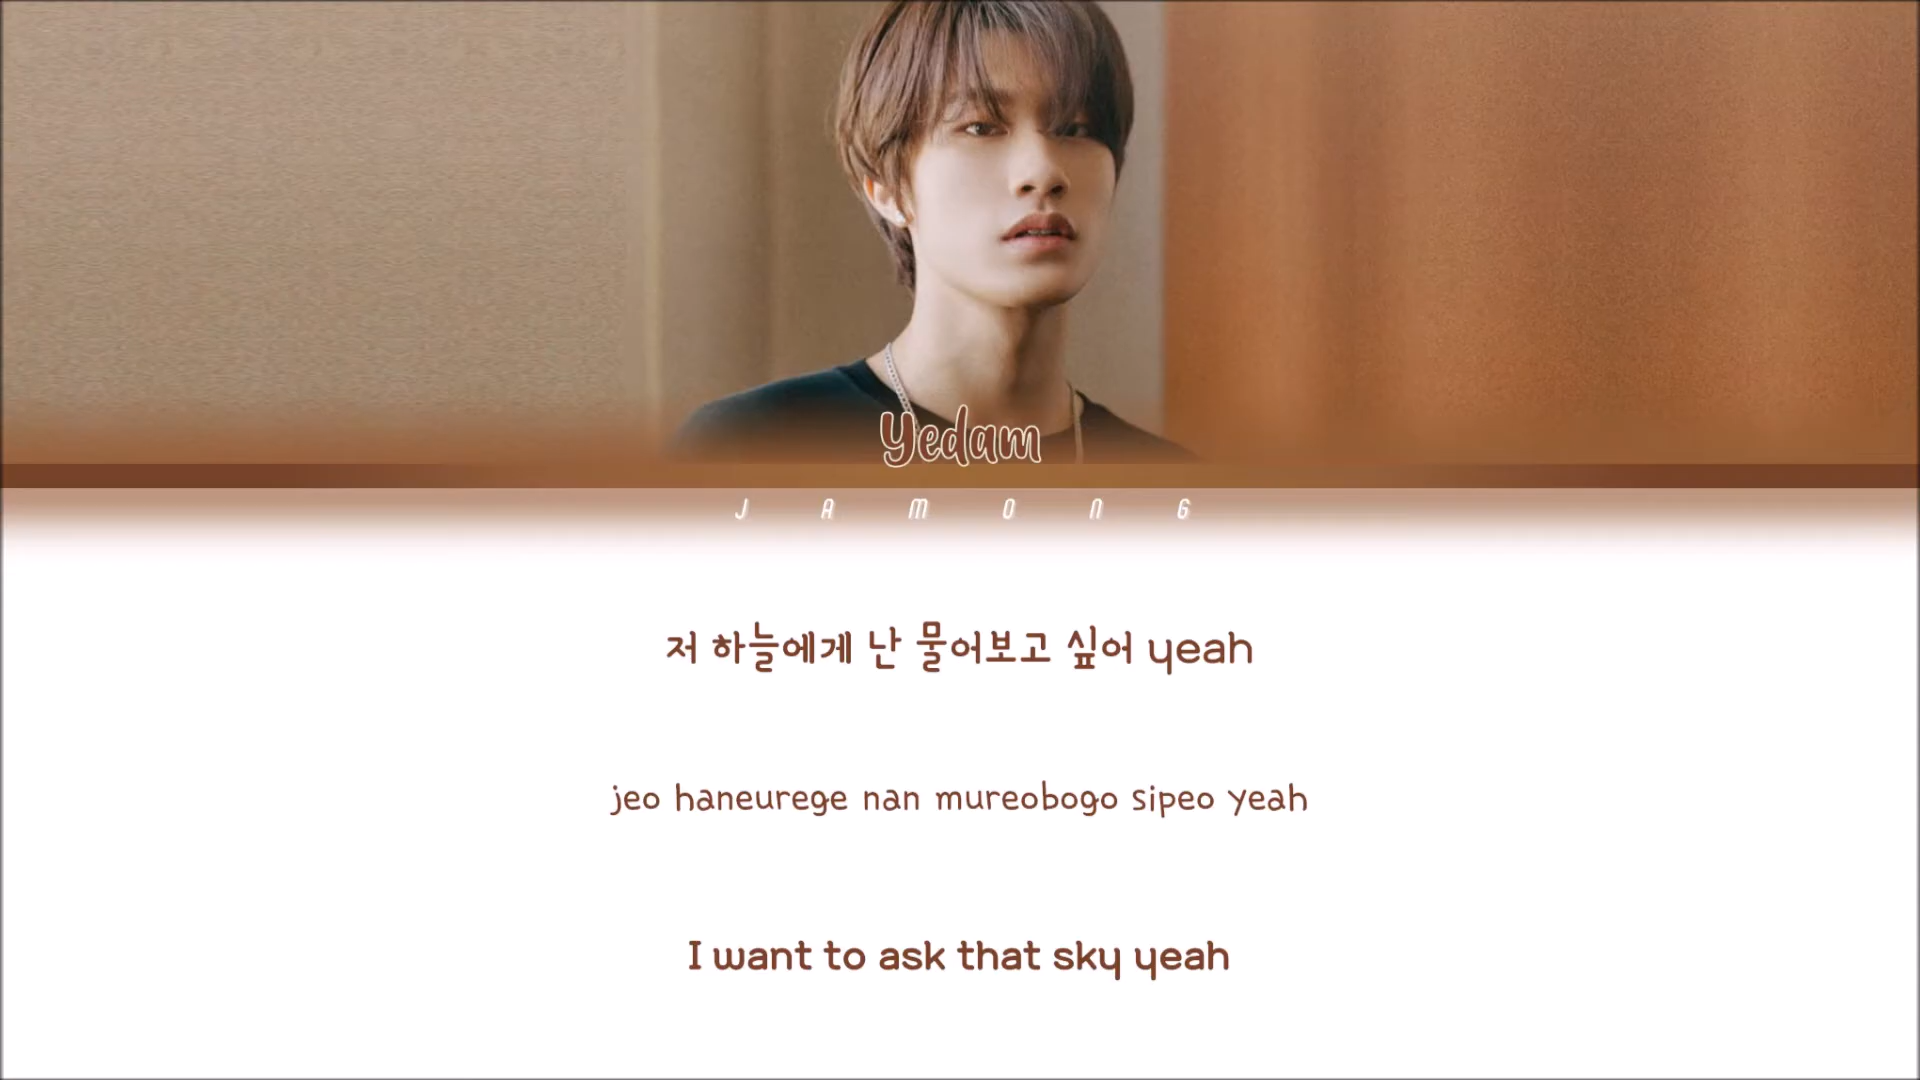 Yedam
JAMONG
저 하늘에게 난 물어보고 싶어 yeah
jeo haneurege nan mureobogo sipeo yeah
I want to ask that sky yeah